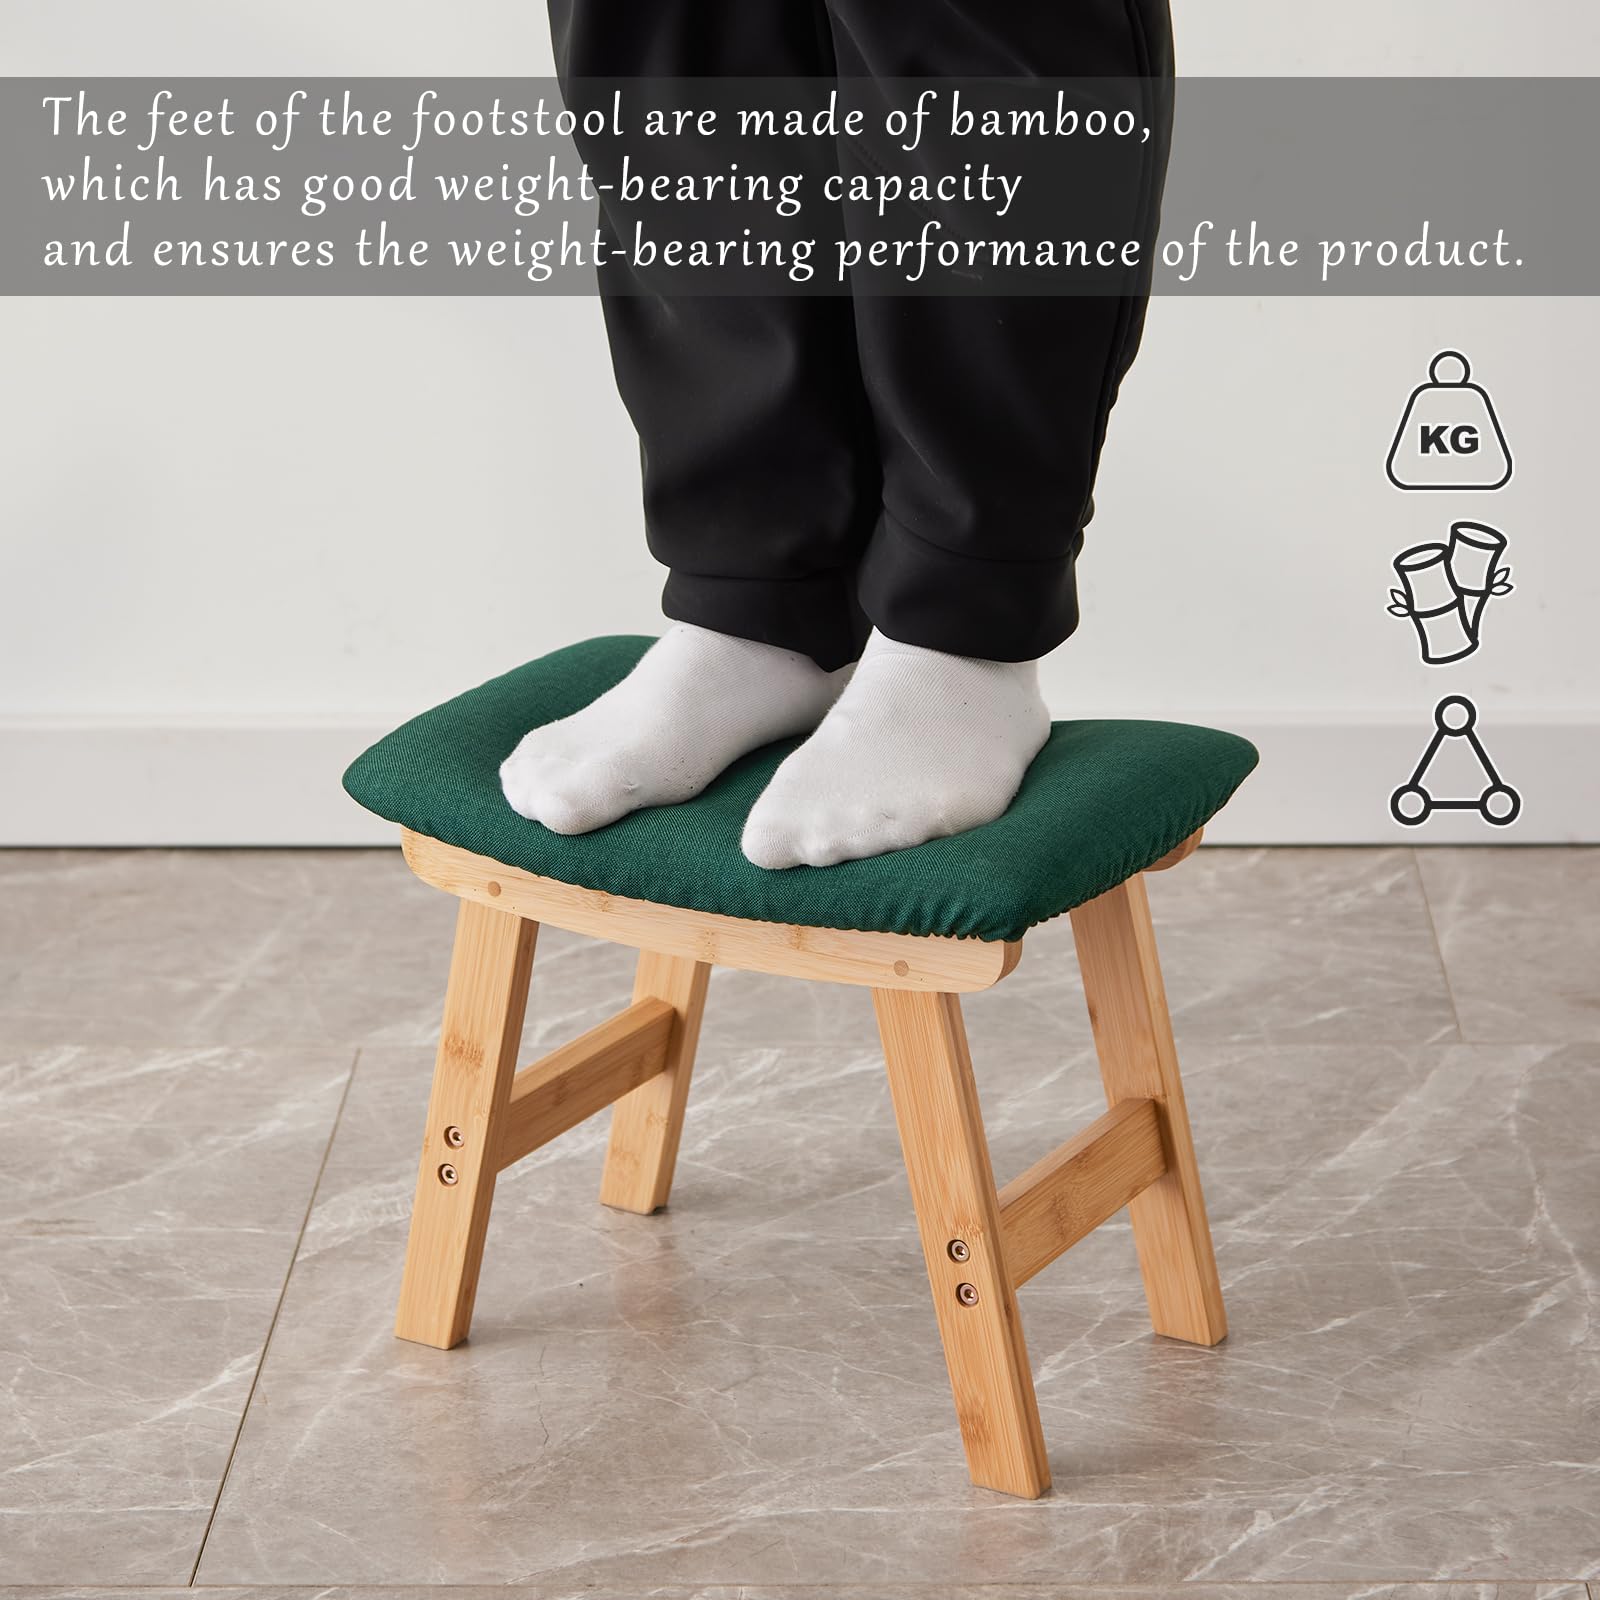 The feet of the footstool are made of bamboo,
which has good weight-bearing capacity
and ensures the weight-bearing performance of the product.
KG